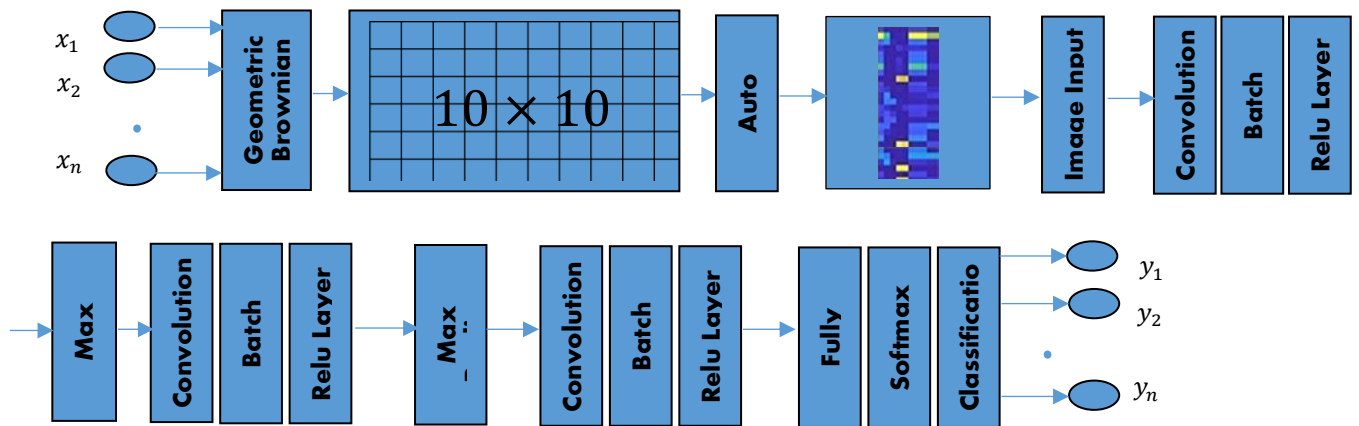 x₁
x₂
xₙ
Geometric
Brownian
10 × 10
Auto
Image Input
Convolution
Batch
Relu Layer
Max
Convolution
Batch
Relu Layer
Max
Convolution
Batch
Relu Layer
Fully
Softmax
Classificatio
y₁
y₂
yₙ